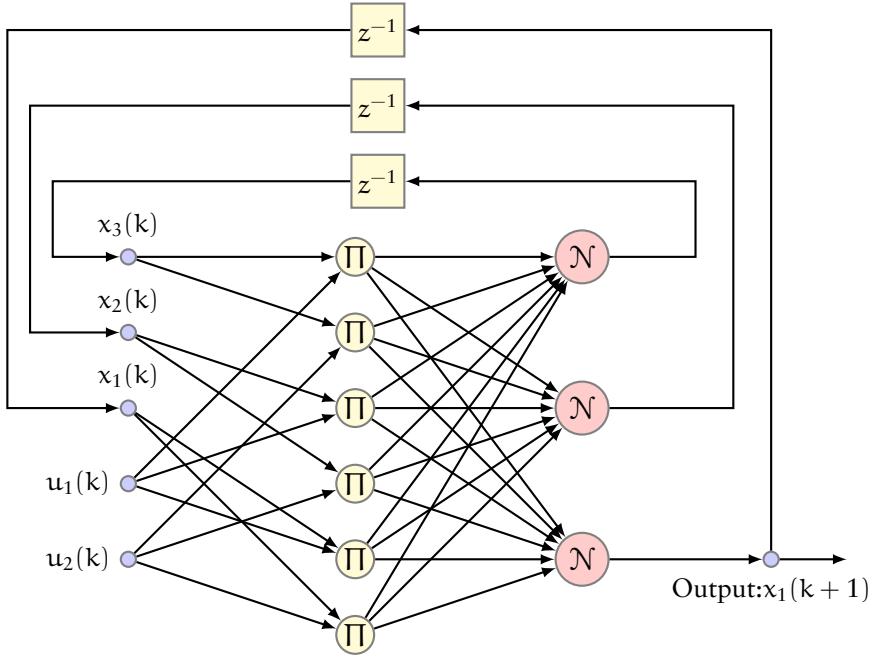 z⁻¹
z⁻¹
z⁻¹
x₃(k)
Π
𝒩
x₂(k)
Π
x₁(k)
Π
𝒩
u₁(k)
Π
u₂(k)
Π
𝒩
Output:x₁(k + 1)
Π